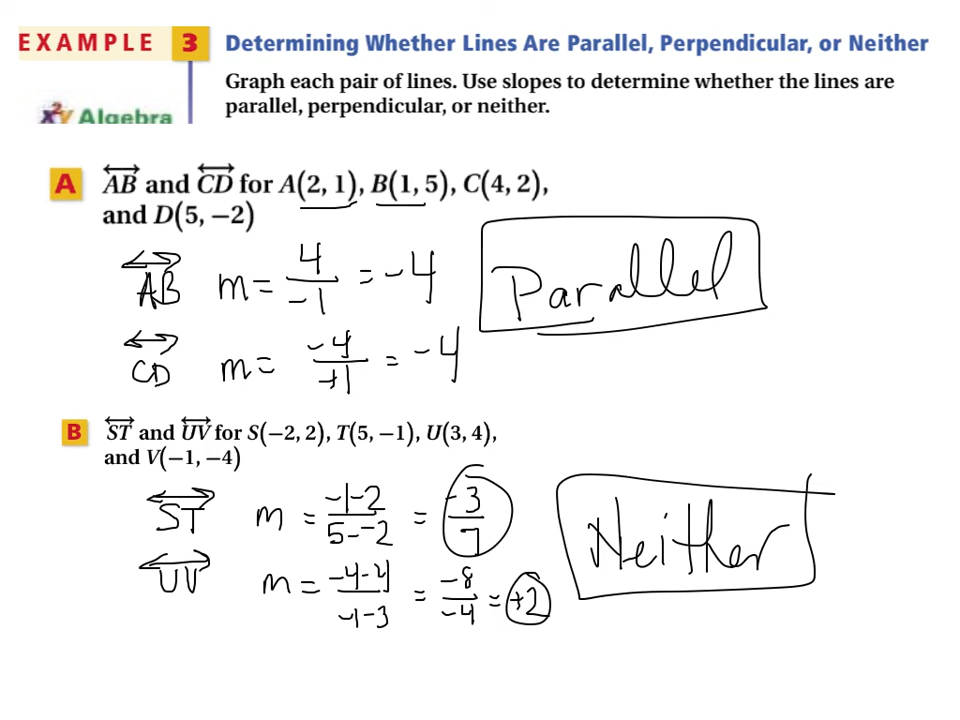 EXAMPLE 3 Determining Whether Lines Are Parallel, Perpendicular, or Neither
Graph each pair of lines. Use slopes to determine whether the lines are
parallel, perpendicular, or neither.
x²y Algebra
A AB and CD for A(2, 1), B(1, 5), C(4, 2),
and D(5, −2)
AB m = 4/-1 = -4
Parallel
CD m = -4/+1 = -4
B ST and UV for S(−2, 2), T(5, −1), U(3, 4),
and V(−1, −4)
ST m = -1-2/5--2 = -3/7
Neither
UV m = -4-4/-1-3 = -8/-4 = +2